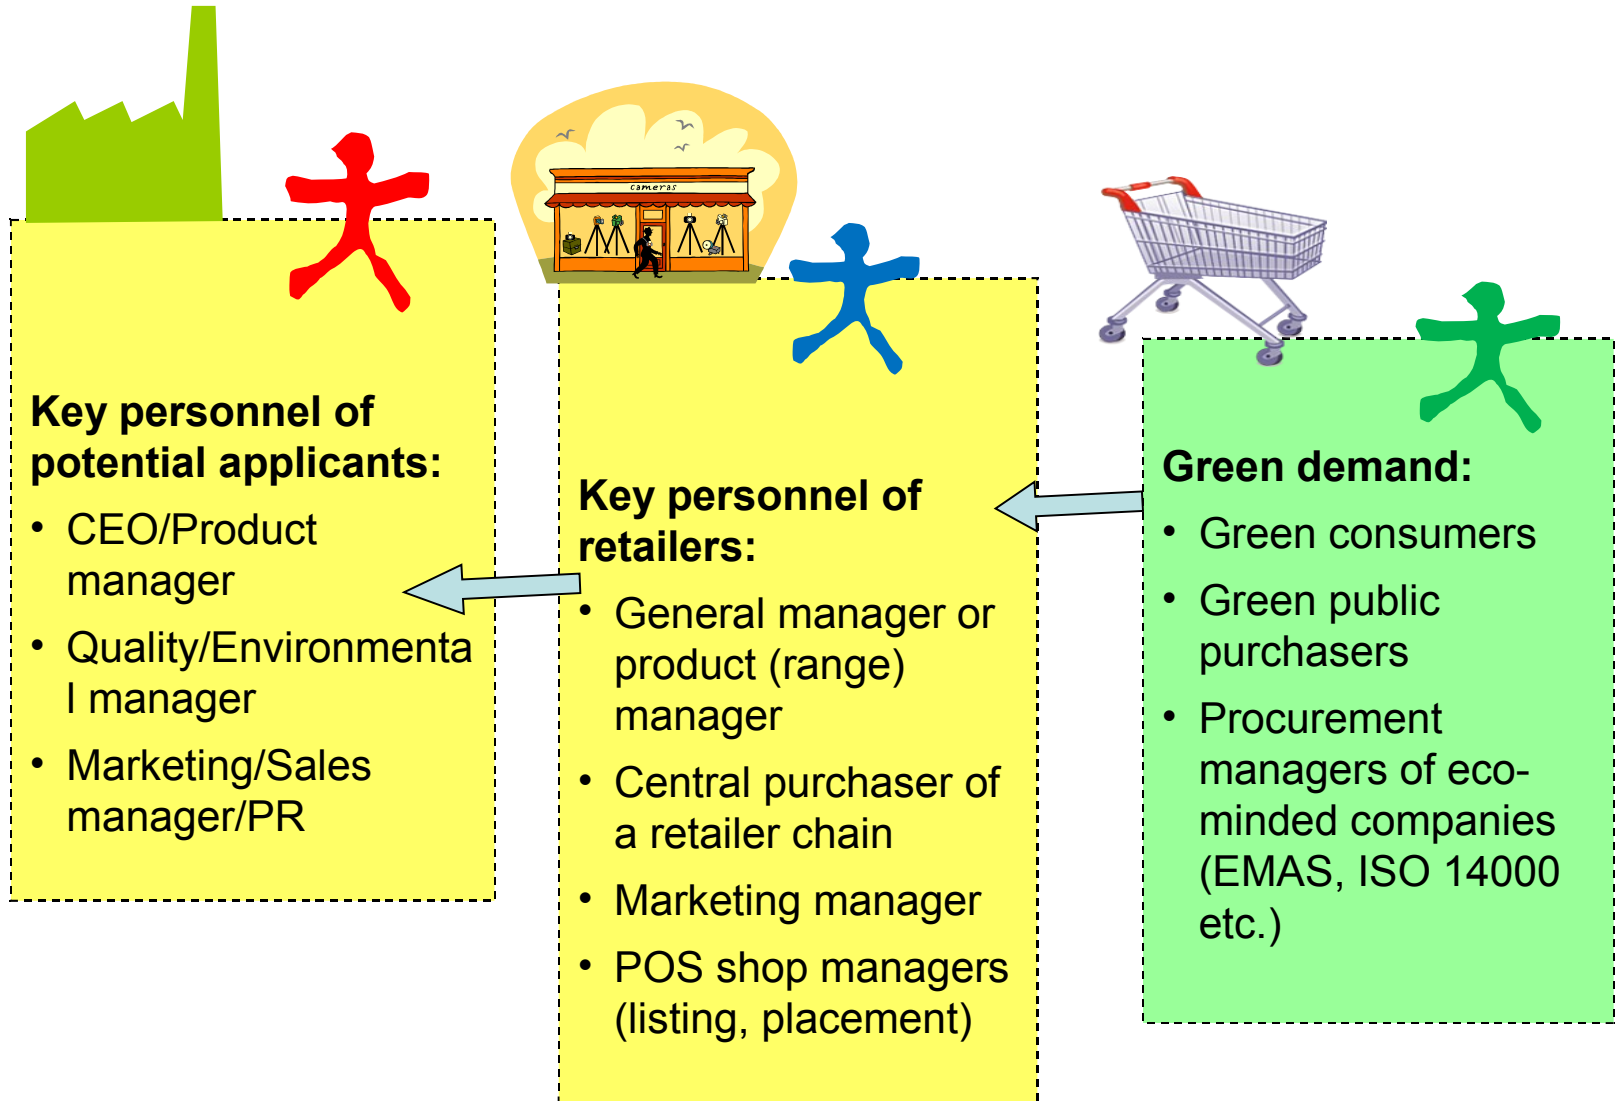 cameras
Key personnel of
potential applicants:
• CEO/Product
manager
• Quality/Environmenta
l manager
• Marketing/Sales
manager/PR
Key personnel of
retailers:
• General manager or
product (range)
manager
• Central purchaser of
a retailer chain
• Marketing manager
• POS shop managers
(listing, placement)
Green demand:
• Green consumers
• Green public
purchasers
• Procurement
managers of eco-
minded companies
(EMAS, ISO 14000
etc.)